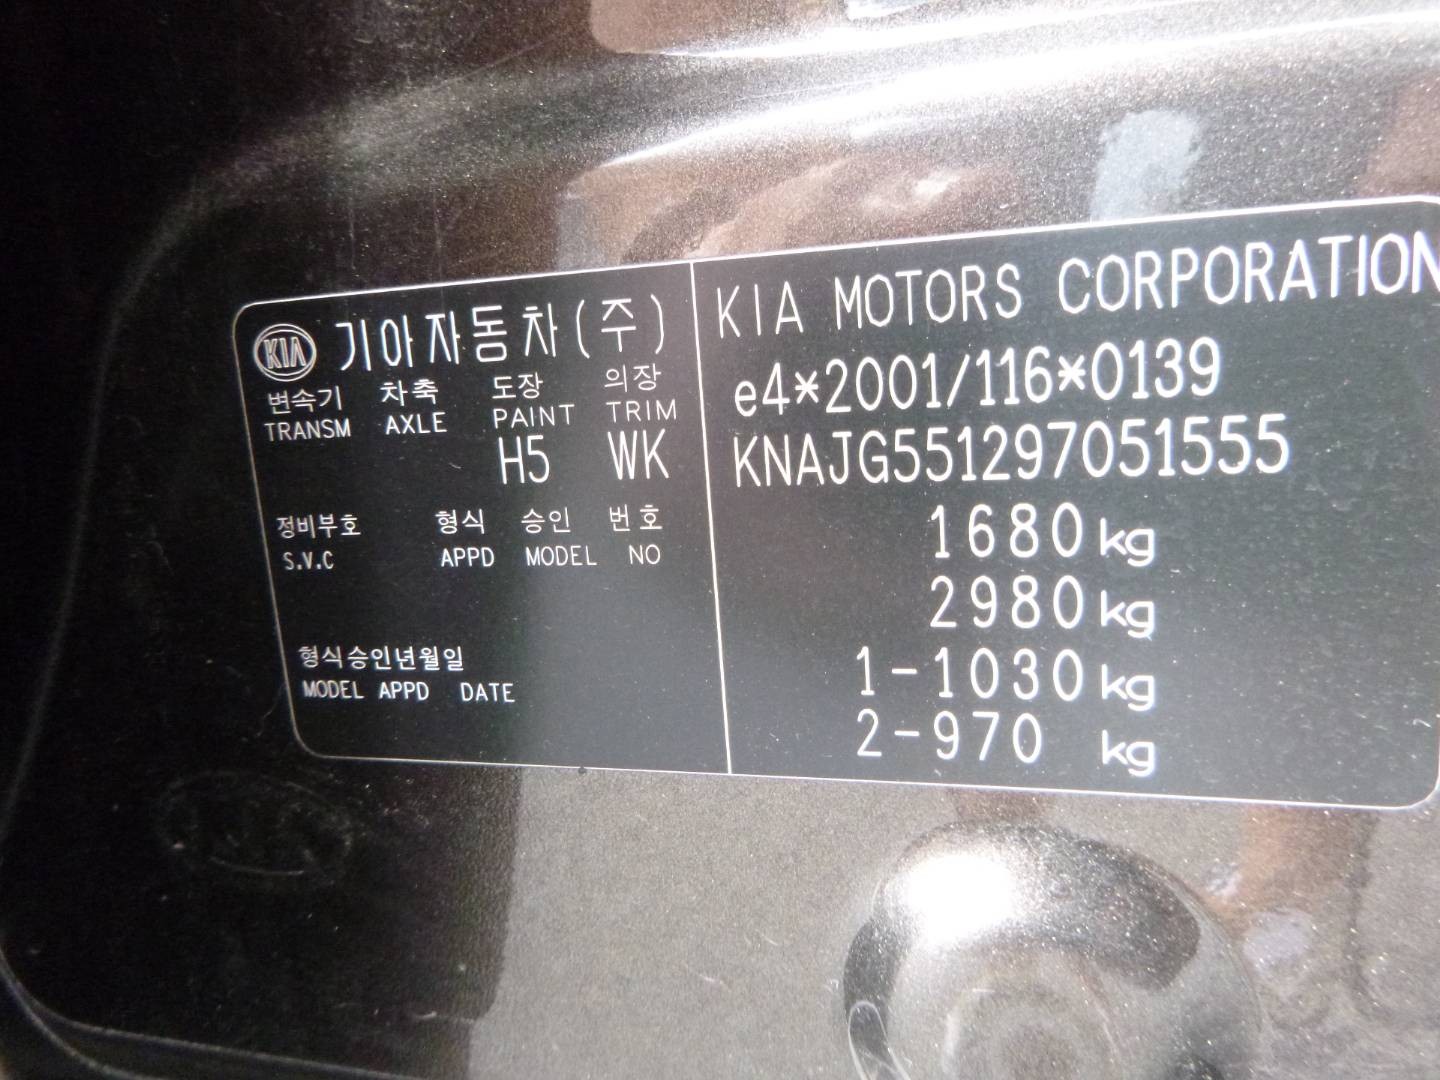 KIA 기아자동차(주)
변속기 차축 도장 의장
TRANSM AXLE PAINT TRIM
H5 WK
정비부호 형식 승인 번호
S.V.C APPD MODEL NO
형식승인년월일
MODEL APPD DATE
KIA MOTORS CORPORATION
e4*2001/116*0139
KNAJG551297051555
1680 kg
2980 kg
1-1030 kg
2-970 kg